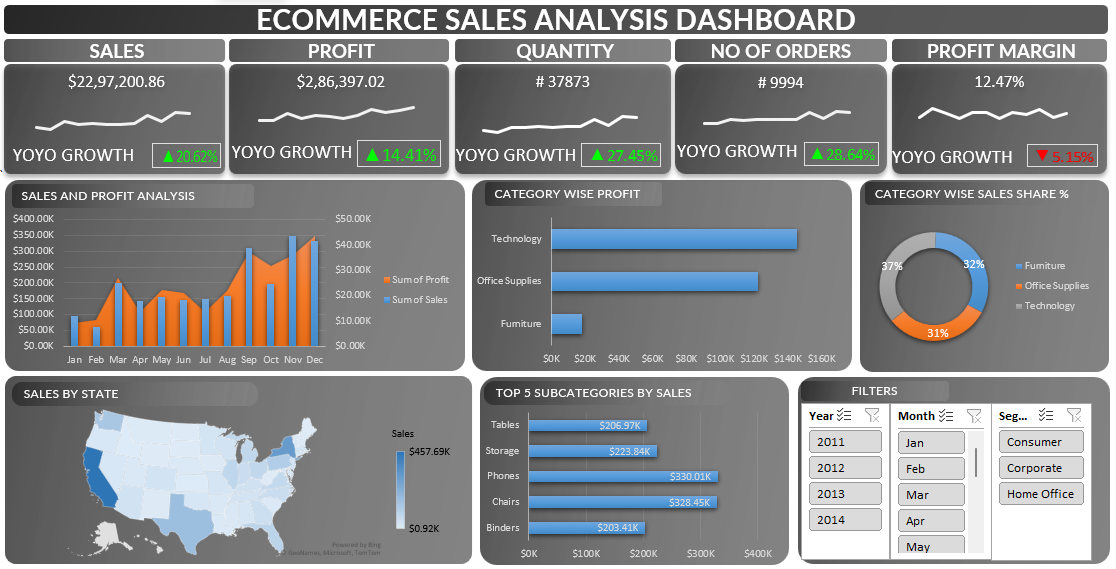 ECOMMERCE SALES ANALYSIS DASHBOARD
SALES
$22,97,200.86
YOYO GROWTH ▲ 20.62%
PROFIT
$2,86,397.02
YOYO GROWTH ▲ 14.41%
QUANTITY
# 37873
YOYO GROWTH ▲ 27.45%
NO OF ORDERS
# 9994
YOYO GROWTH ▲ 28.64%
PROFIT MARGIN
12.47%
YOYO GROWTH ▼ 5.15%
SALES AND PROFIT ANALYSIS
$400.00K
$350.00K
$300.00K
$250.00K
$200.00K
$150.00K
$100.00K
$50.00K
$0.00K
$50.00K
$40.00K
$30.00K
$20.00K
$10.00K
$0.00K
Jan Feb Mar Apr May Jun Jul Aug Sep Oct Nov Dec
Sum of Profit
Sum of Sales
CATEGORY WISE PROFIT
Technology
Office Supplies
Furniture
$0K $20K $40K $60K $80K $100K $120K $140K $160K
CATEGORY WISE SALES SHARE %
37%
32%
31%
Furniture
Office Supplies
Technology
SALES BY STATE
Sales
$457.69K
$0.92K
Powered by Bing
GeoNames, Microsoft, TomTom
TOP 5 SUBCATEGORIES BY SALES
Tables $206.97K
Storage $223.84K
Phones $330.01K
Chairs $328.45K
Binders $203.41K
$0K $100K $200K $300K $400K
FILTERS
Year
2011
2012
2013
2014
Month
Jan
Feb
Mar
Apr
May
Seg...
Consumer
Corporate
Home Office